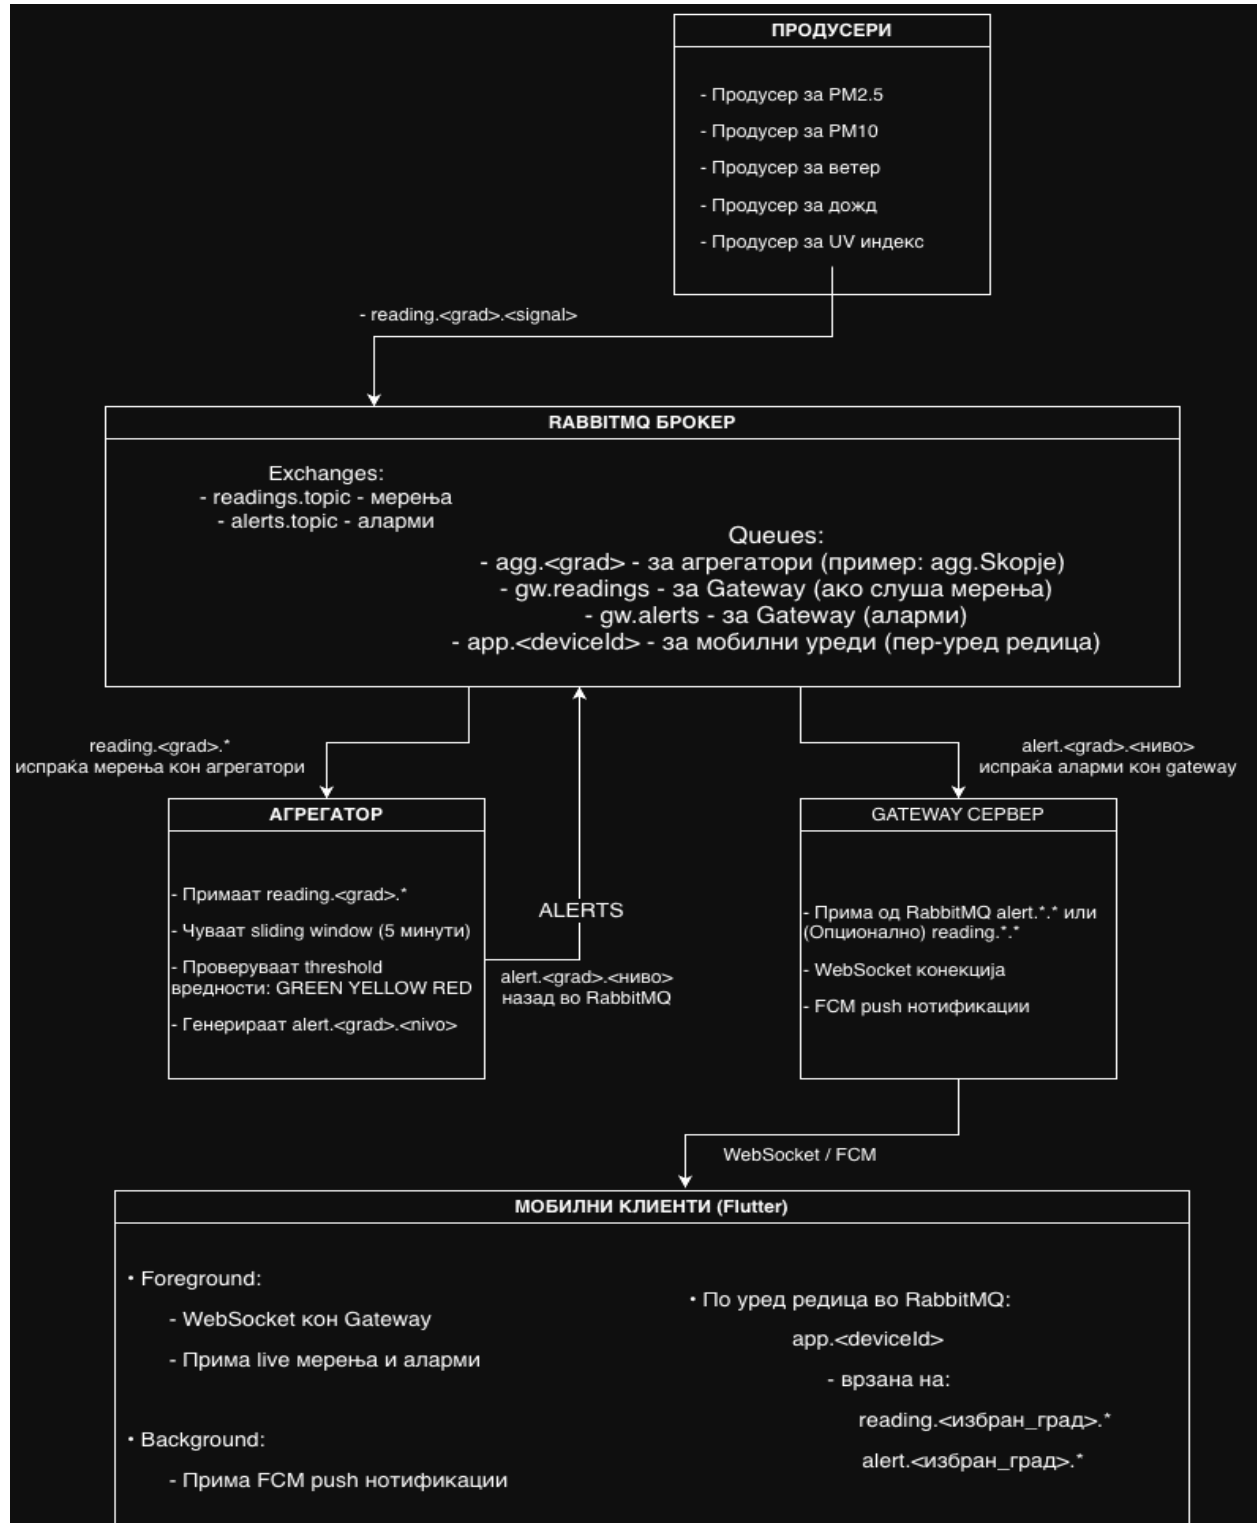 ПРОДУСЕРИ
- Продусер за PM2.5
- Продусер за PM10
- Продусер за ветер
- Продусер за дожд
- Продусер за UV индекс
- reading.<grad>.<signal>
RABBITMQ БРОКЕР
Exchanges:
- readings.topic - мерења
- alerts.topic - аларми
Queues:
- agg.<grad> - за агрегатори (пример: agg.Skopje)
- gw.readings - за Gateway (ако слуша мерења)
- gw.alerts - за Gateway (аларми)
- app.<deviceId> - за мобилни уреди (пер-уред редица)
reading.<grad>.*
испраќа мерења кон агрегатори
alert.<grad>.<ниво>
испраќа аларми кон gateway
АГРЕГАТОР
- Примаат reading.<grad>.*
- Чуваат sliding window (5 минути)
- Проверуваат threshold
вредности: GREEN YELLOW RED
- Генерираат alert.<grad>.<nivo>
ALERTS
alert.<grad>.<ниво>
назад во RabbitMQ
GATEWAY СЕРВЕР
- Прима од RabbitMQ alert.*.* или
(Опционално) reading.*.*
- WebSocket конекција
- FCM push нотификации
WebSocket / FCM
МОБИЛНИ КЛИЕНТИ (Flutter)
• Foreground:
- WebSocket кон Gateway
- Прима live мерења и аларми
• Background:
- Прима FCM push нотификации
• По уред редица во RabbitMQ:
app.<deviceId>
- врзана на:
reading.<избран_град>.*
alert.<избран_град>.*